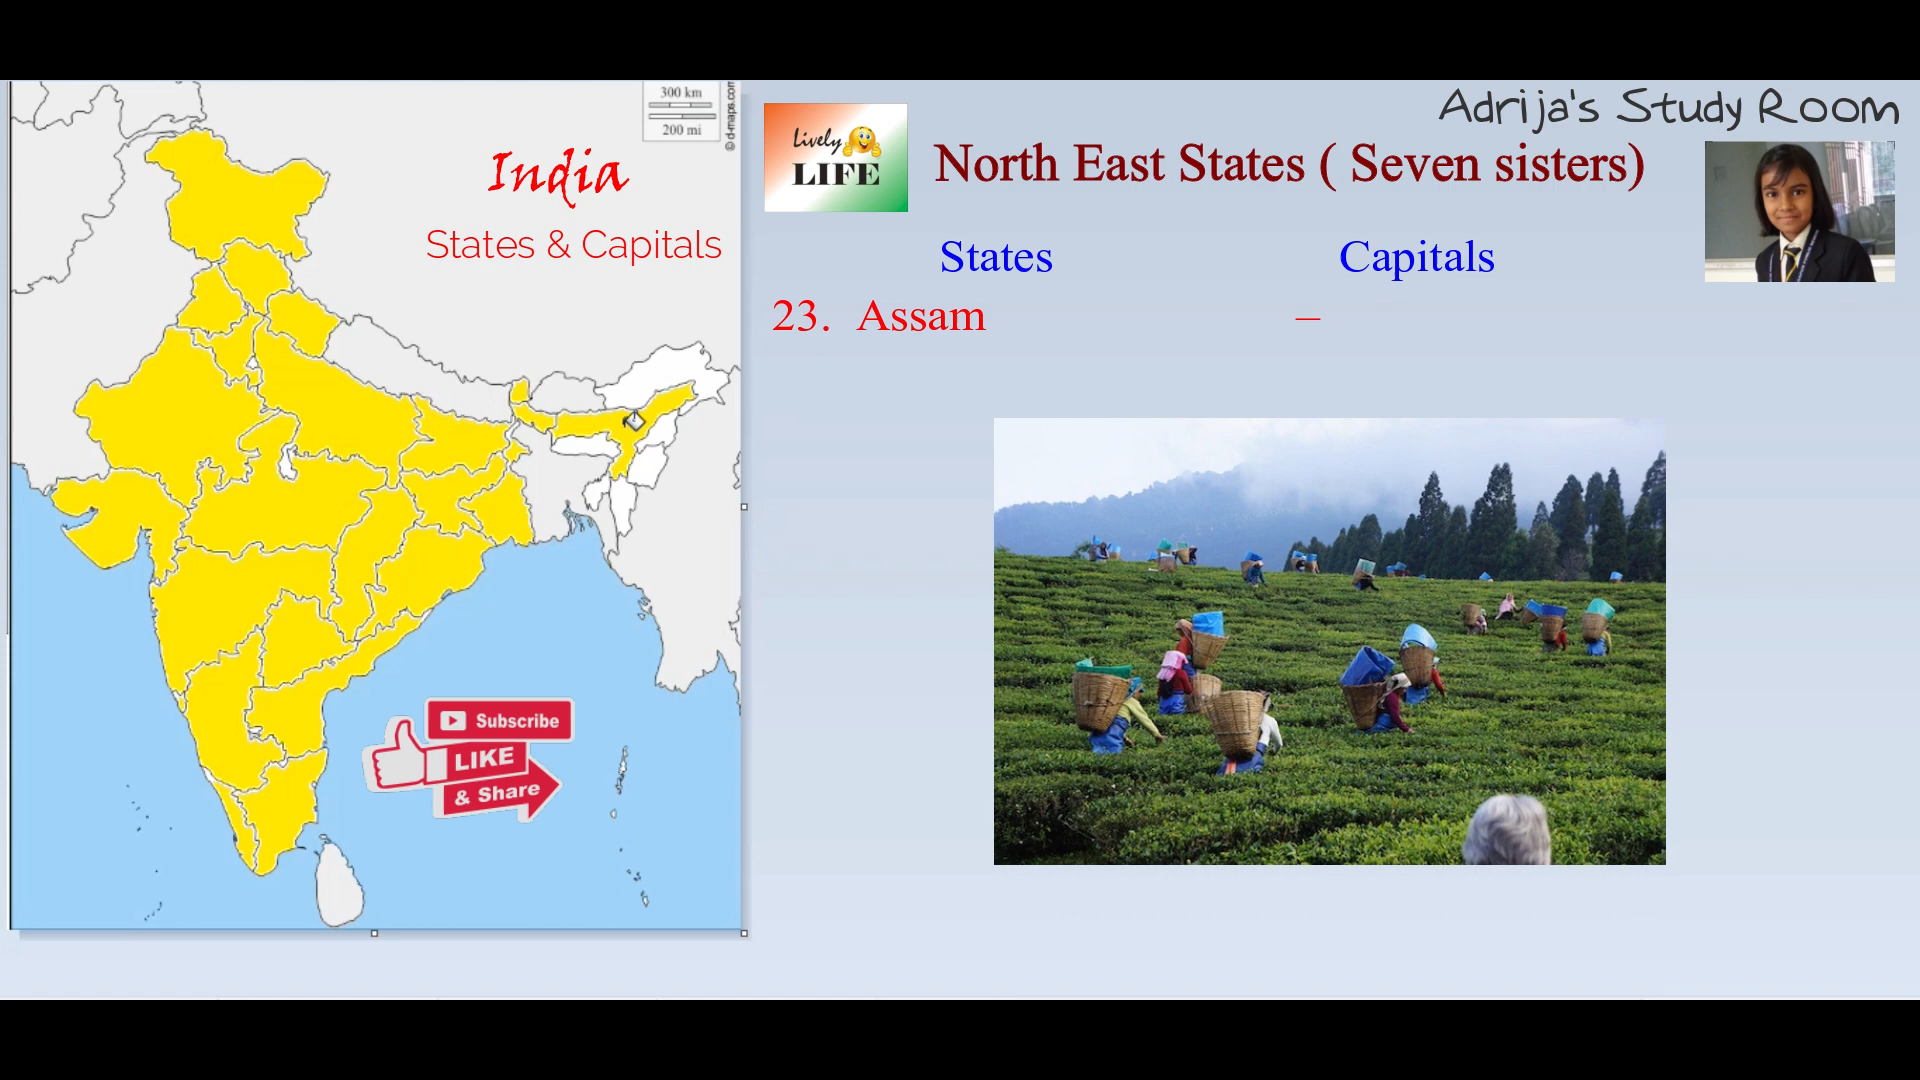 300 km
200 mi
© d-maps.com
India
States & Capitals
Subscribe
LIKE
& Share
Lively
LIFE
Adrija's Study Room
North East States ( Seven sisters)
States Capitals
23. Assam –